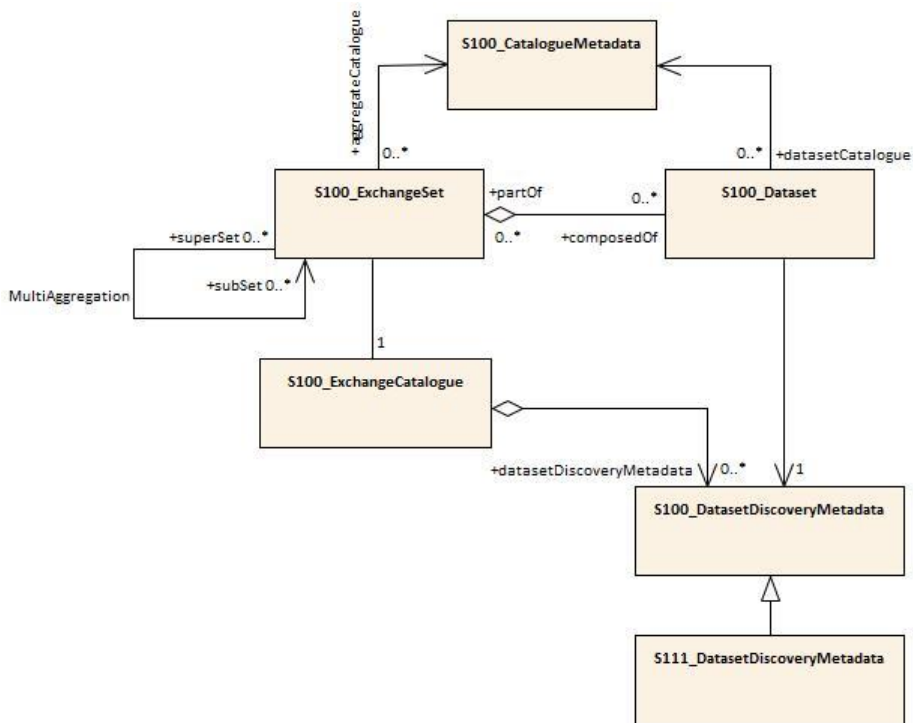 S100_CatalogueMetadata
+aggregateCatalogue
0..*
0..*
+datasetCatalogue
S100_ExchangeSet
+partOf
0..*
S100_Dataset
0..*
+composedOf
+superSet 0..*
+subSet 0..*
MultiAggregation
1
S100_ExchangeCatalogue
+datasetDiscoveryMetadata
0..*
1
S100_DatasetDiscoveryMetadata
S111_DatasetDiscoveryMetadata